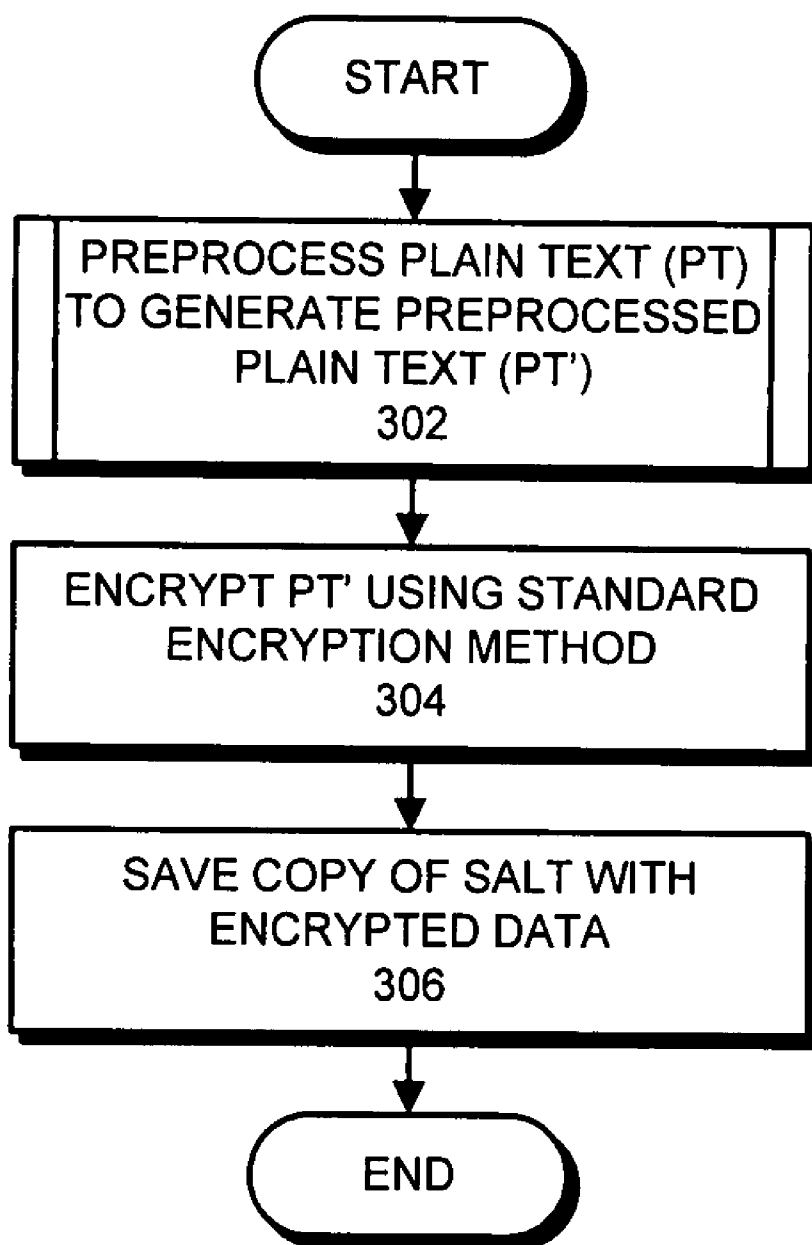 START
PREPROCESS PLAIN TEXT (PT)
TO GENERATE PREPROCESSED
PLAIN TEXT (PT')
302
ENCRYPT PT' USING STANDARD
ENCRYPTION METHOD
304
SAVE COPY OF SALT WITH
ENCRYPTED DATA
306
END